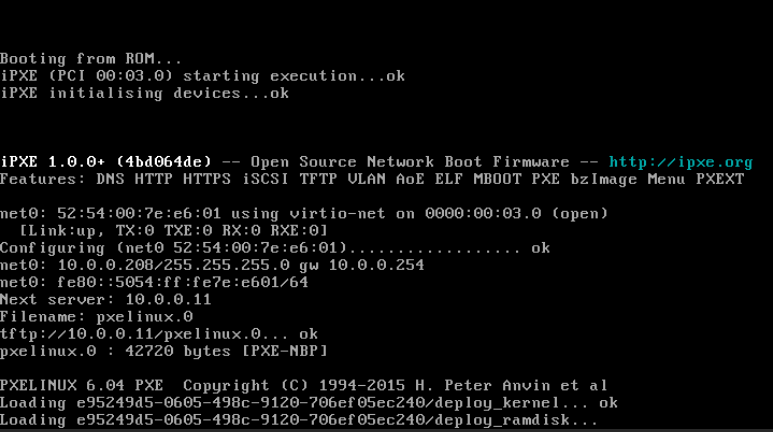 Booting from ROM...
iPXE (PCI 00:03.0) starting execution...ok
iPXE initialising devices...ok
iPXE 1.0.0+ (4bd064de) -- Open Source Network Boot Firmware -- http://ipxe.org
Features: DNS HTTP HTTPS iSCSI TFTP VLAN AoE ELF MBOOT PXE bzImage Menu PXEXT
net0: 52:54:00:7e:e6:01 using virtio-net on 0000:00:03.0 (open)
[Link:up, TX:0 TXE:0 RX:0 RXE:0]
Configuring (net0 52:54:00:7e:e6:01).................. ok
net0: 10.0.0.208/255.255.255.0 gw 10.0.0.254
net0: fe80::5054:ff:fe7e:e601/64
Next server: 10.0.0.11
Filename: pxelinux.0
tftp://10.0.0.11/pxelinux.0... ok
pxelinux.0 : 42720 bytes [PXE-NBP]
PXELINUX 6.04 PXE  Copyright (C) 1994-2015 H. Peter Anvin et al
Loading e95249d5-0605-498c-9120-706ef05ec240/deploy_kernel... ok
Loading e95249d5-0605-498c-9120-706ef05ec240/deploy_ramdisk...